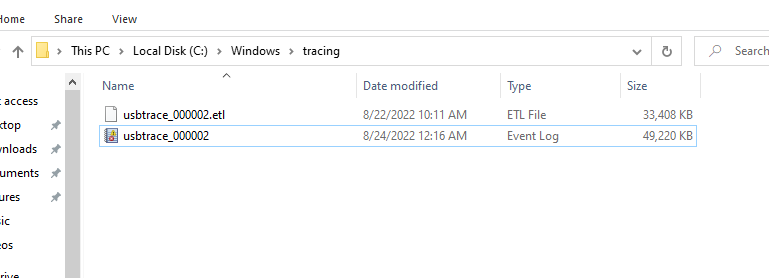 Home Share View
This PC > Local Disk (C:) > Windows > tracing
Search
Name Date modified Type Size
access
usbtrace_000002.etl 8/22/2022 10:11 AM ETL File 33,408 KB
ktop
usbtrace_000002 8/24/2022 12:16 AM Event Log 49,220 KB
wnloads
uments
ures
sic
eos
rive